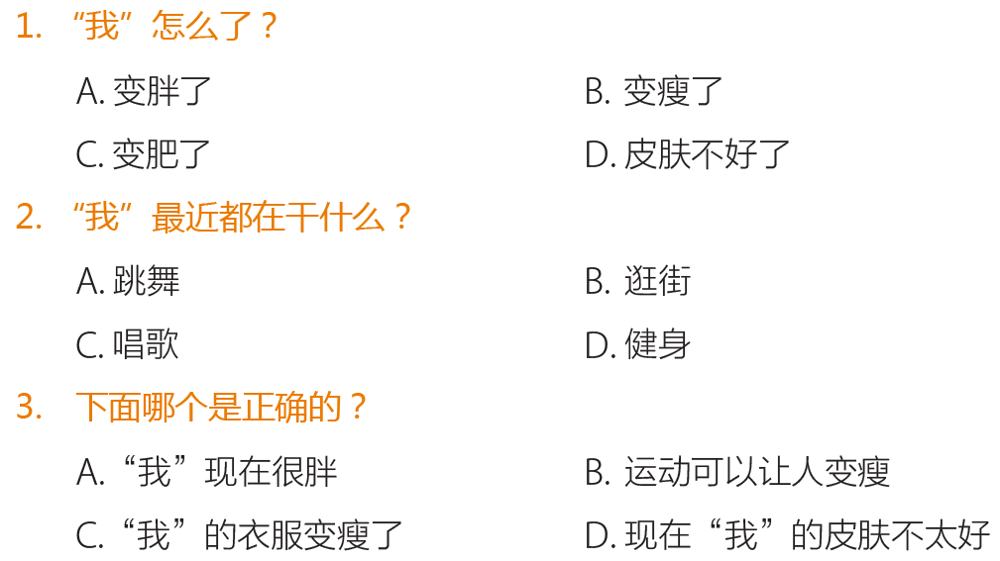 1. “我”怎么了？
A. 变胖了 B. 变瘦了
C. 变肥了 D. 皮肤不好了
2. “我”最近都在干什么？
A. 跳舞 B. 逛街
C. 唱歌 D. 健身
3. 下面哪个是正确的？
A.“我”现在很胖 B. 运动可以让人变瘦
C.“我”的衣服变瘦了 D. 现在“我”的皮肤不太好